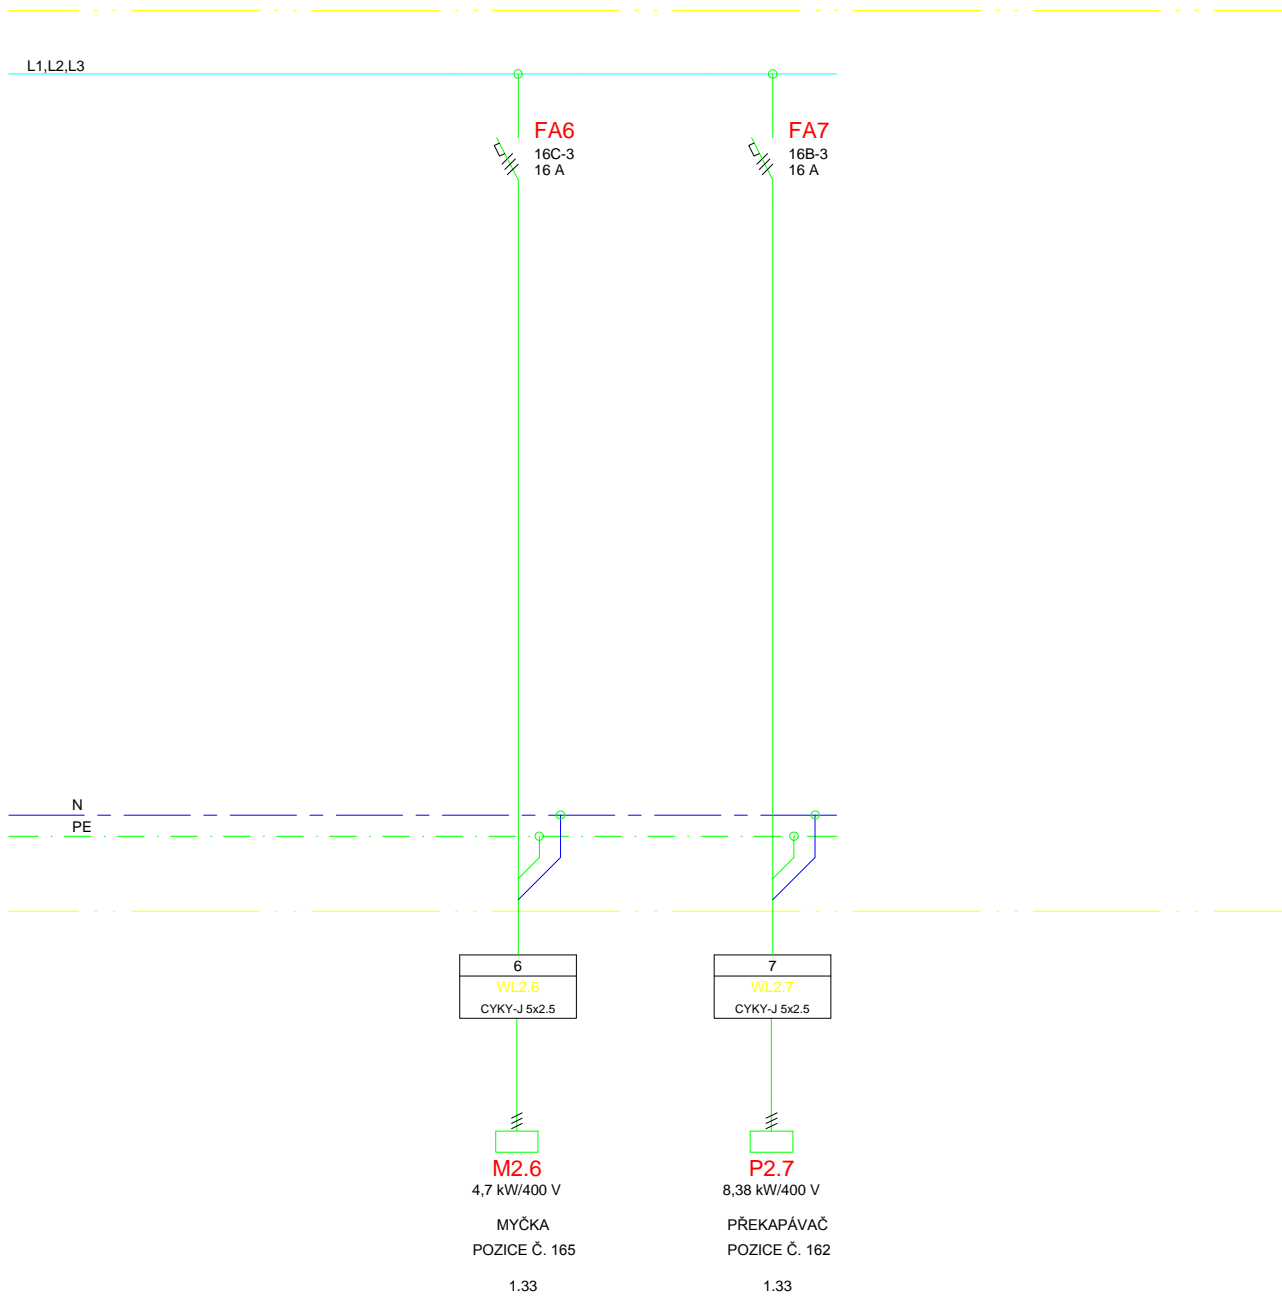 L1,L2,L3
FA6
16C-3
16 A
FA7
16B-3
16 A
N
PE
6
WL2.6
CYKY-J 5x2.5
7
WL2.7
CYKY-J 5x2.5
M2.6
4,7 kW/400 V
MYČKA
POZICE Č. 165
1.33
P2.7
8,38 kW/400 V
PŘEKAPÁVAČ
POZICE Č. 162
1.33